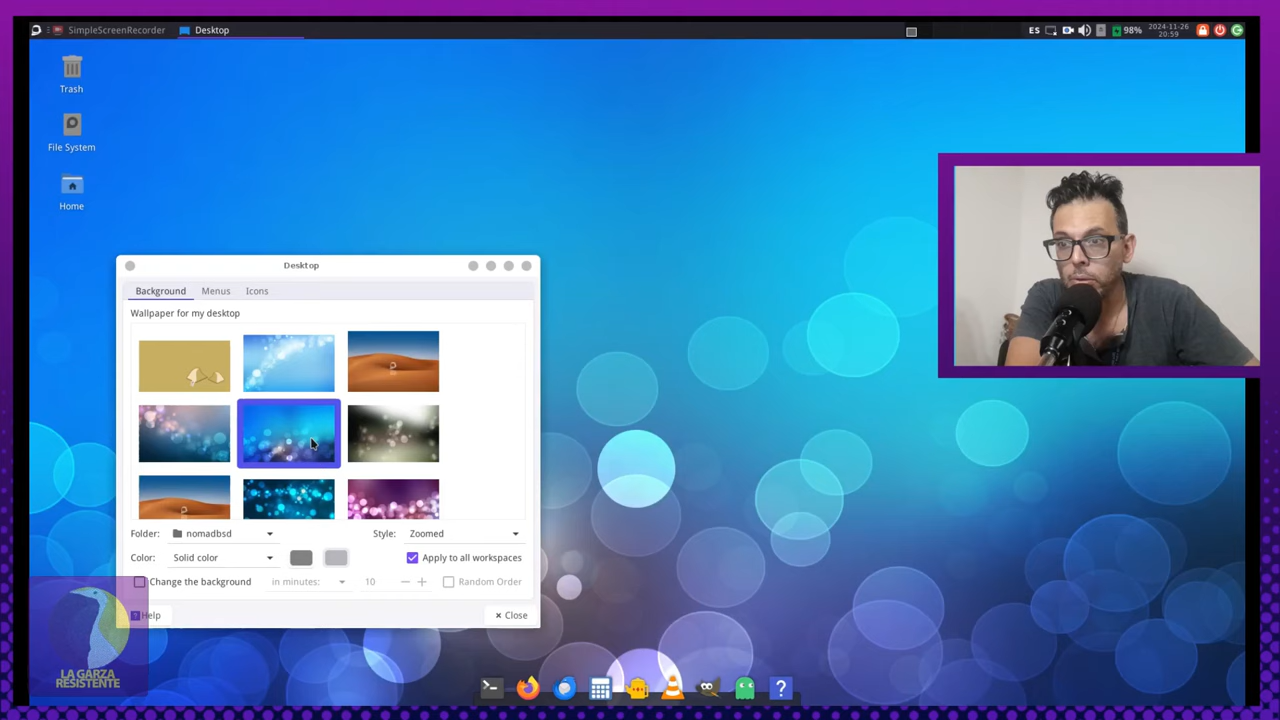 SimpleScreenRecorder
Desktop
ES
98%
2024-11-26
20:59
Trash
File System
Home
Desktop
Background
Menus
Icons
Wallpaper for my desktop
Folder:
nomadbsd
Style:
Zoomed
Color:
Solid color
Apply to all workspaces
Change the background
in minutes:
10
Random Order
? Help
× Close
LA GARZA
RESISTENTE
?